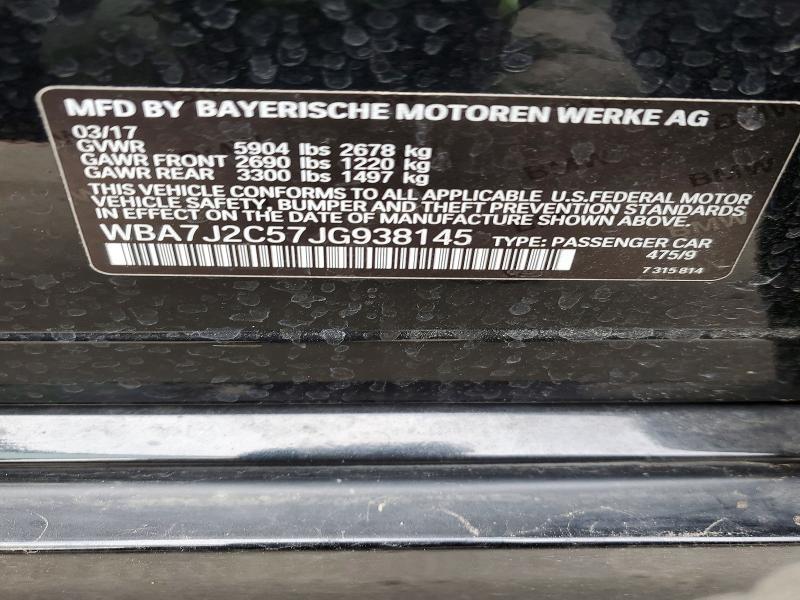 MFD BY BAYERISCHE MOTOREN WERKE AG
03/17
GVWR 5904 lbs 2678 kg
GAWR FRONT 2690 lbs 1220 kg
GAWR REAR 3300 lbs 1497 kg
THIS VEHICLE CONFORMS TO ALL APPLICABLE U.S.FEDERAL MOTOR
VEHICLE SAFETY, BUMPER AND THEFT PREVENTION STANDARDS
IN EFFECT ON THE DATE OF MANUFACTURE SHOWN ABOVE.
WBA7J2C57JG938145 TYPE: PASSENGER CAR
475/9
7 315 814
BMW
BMW